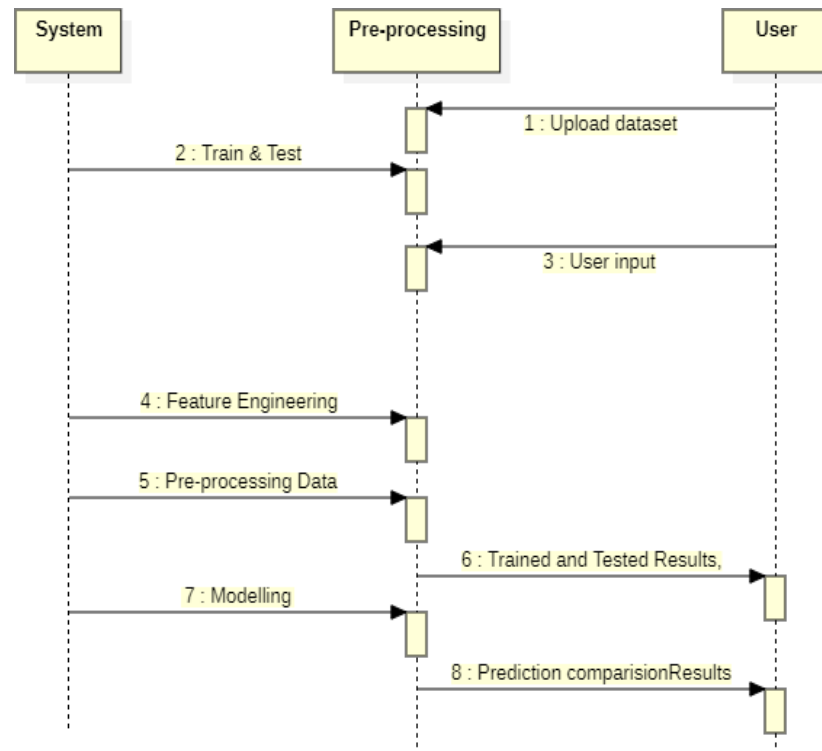 System
Pre-processing
User
1 : Upload dataset
2 : Train & Test
3 : User input
4 : Feature Engineering
5 : Pre-processing Data
6 : Trained and Tested Results,
7 : Modelling
8 : Prediction comparisionResults